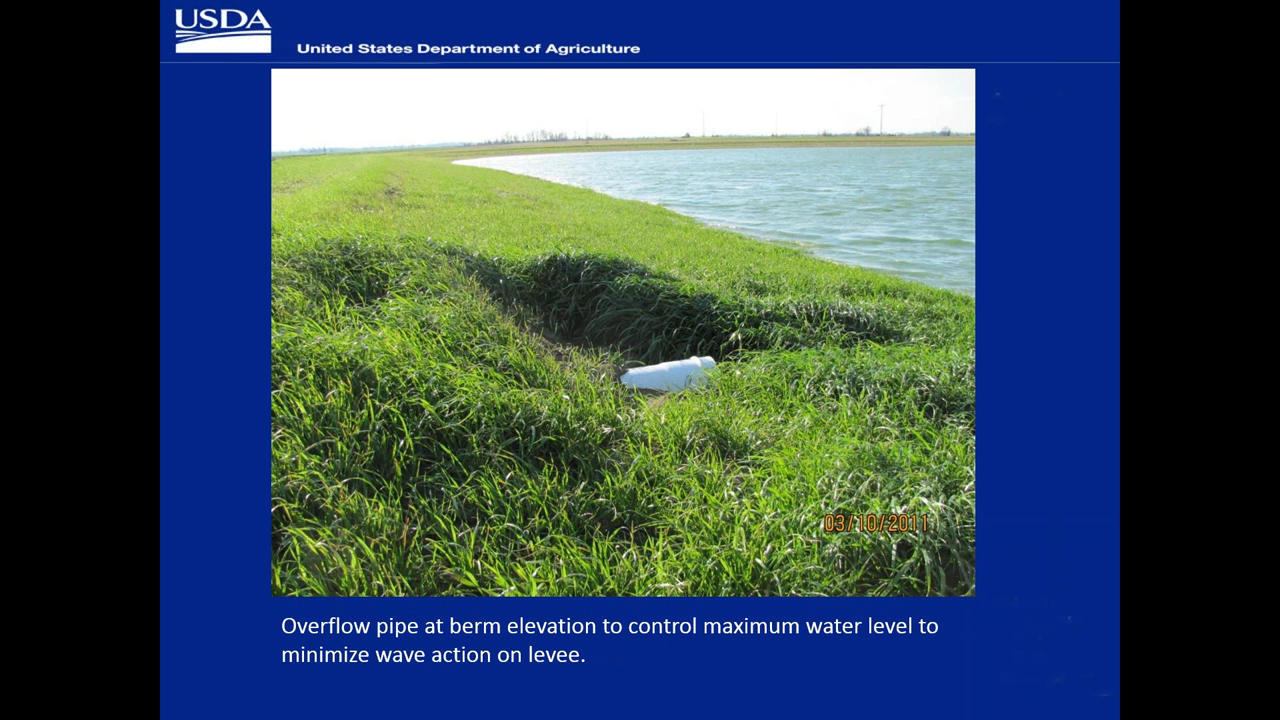 USDA
United States Department of Agriculture
03/10/2011
Overflow pipe at berm elevation to control maximum water level to
minimize wave action on levee.